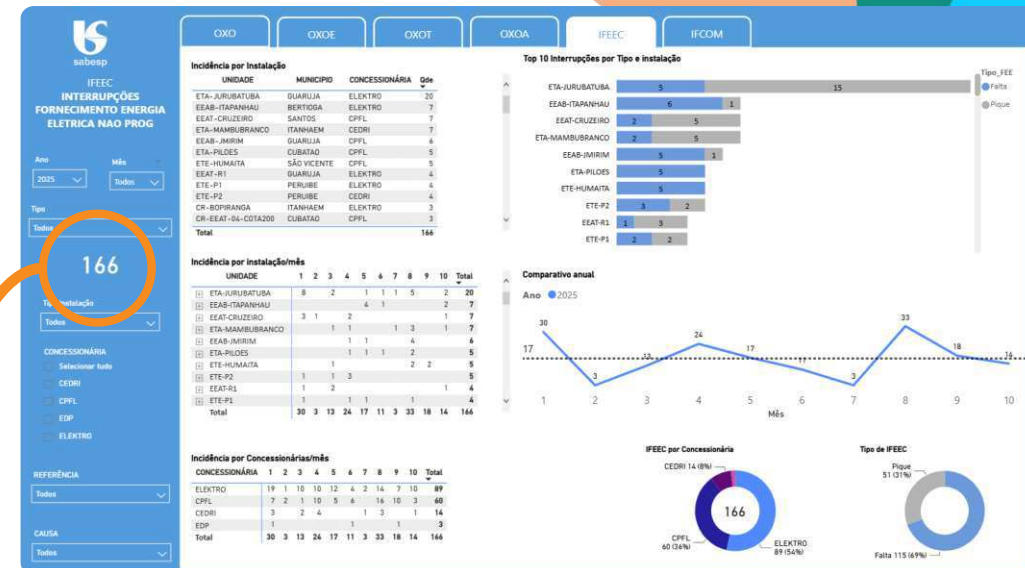 sabesp
IFEEC
INTERRUPÇÕES
FORNECIMENTO ENERGIA
ELETRICA NAO PROG
Ano
Mês
2025
Todos
Tipo
Todos
166
Tipo Instalação
Todos
CONCESSIONÁRIA
Selecionar tudo
CEDRI
CPFL
EDP
ELEKTRO
REFERÊNCIA
Todos
CAUSA
Todos
OXO OXOE OXOT OXOA IFEEC IFCOM
Incidência por Instalação
UNIDADE MUNICIPIO CONCESSIONÁRIA Qde
ETA-JURUBATUBA GUARUJA ELEKTRO 20
EEAB-ITAPANHAU BERTIOGA ELEKTRO 7
EEAT-CRUZEIRO SANTOS CPFL 7
ETA-MAMBUBRANCO ITANHAEM CEDRI 7
EEAB-JMIRIM GUARUJA CPFL 6
ETA-PILOES CUBATAO CPFL 5
ETE-HUMAITA SÃO VICENTE CPFL 5
EEAT-R1 GUARUJA ELEKTRO 4
ETE-P1 PERUIBE ELEKTRO 4
ETE-P2 PERUIBE CEDRI 4
CR-BOPIRANGA ITANHAEM ELEKTRO 3
CR-EEAT-04-COTA200 CUBATAO CPFL 3
Total 166
Top 10 Interrupções por Tipo e instalação
Tipo_FEE
Falta
Pique
ETA-JURUBATUBA 5 15
EEAB-ITAPANHAU 6 1
EEAT-CRUZEIRO 2 5
ETA-MAMBUBRANCO 2 5
EEAB-JMIRIM 5 1
ETA-PILOES 5
ETE-HUMAITA 5
ETE-P2 3 2
EEAT-R1 1 3
ETE-P1 2 2
Incidência por instalação/mês
UNIDADE 1 2 3 4 5 6 7 8 9 10 Total
ETA-JURUBATUBA 8 2 1 1 1 5 2 20
EEAB-ITAPANHAU 4 1 2 7
EEAT-CRUZEIRO 3 1 2 1 7
ETA-MAMBUBRANCO 1 1 1 3 1 7
EEAB-JMIRIM 1 1 4 6
ETA-PILOES 1 1 1 2 5
ETE-HUMAITA 1 2 2 5
ETE-P2 1 1 3 5
EEAT-R1 1 2 1 4
ETE-P1 1 1 1 1 4
Total 30 3 13 24 17 11 3 33 18 14 166
Comparativo anual
Ano 2025
17
30 3 13 24 17 11 3 33 18 14
1 2 3 4 5 6 7 8 9 10
Mês
Incidência por Concessionárias/mês
CONCESSIONÁRIA 1 2 3 4 5 6 7 8 9 10 Total
ELEKTRO 19 1 10 10 12 4 2 14 7 10 89
CPFL 7 2 1 10 5 6 16 10 3 60
CEDRI 3 2 4 1 3 1 14
EDP 1 1 1 3
Total 30 3 13 24 17 11 3 33 18 14 166
IFEEC por Concessionária
CEDRI 14 (8%)
166
CPFL
60 (36%)
ELEKTRO
89 (54%)
Tipo de IFEEC
Pique
51 (31%)
Falta 115 (69%)